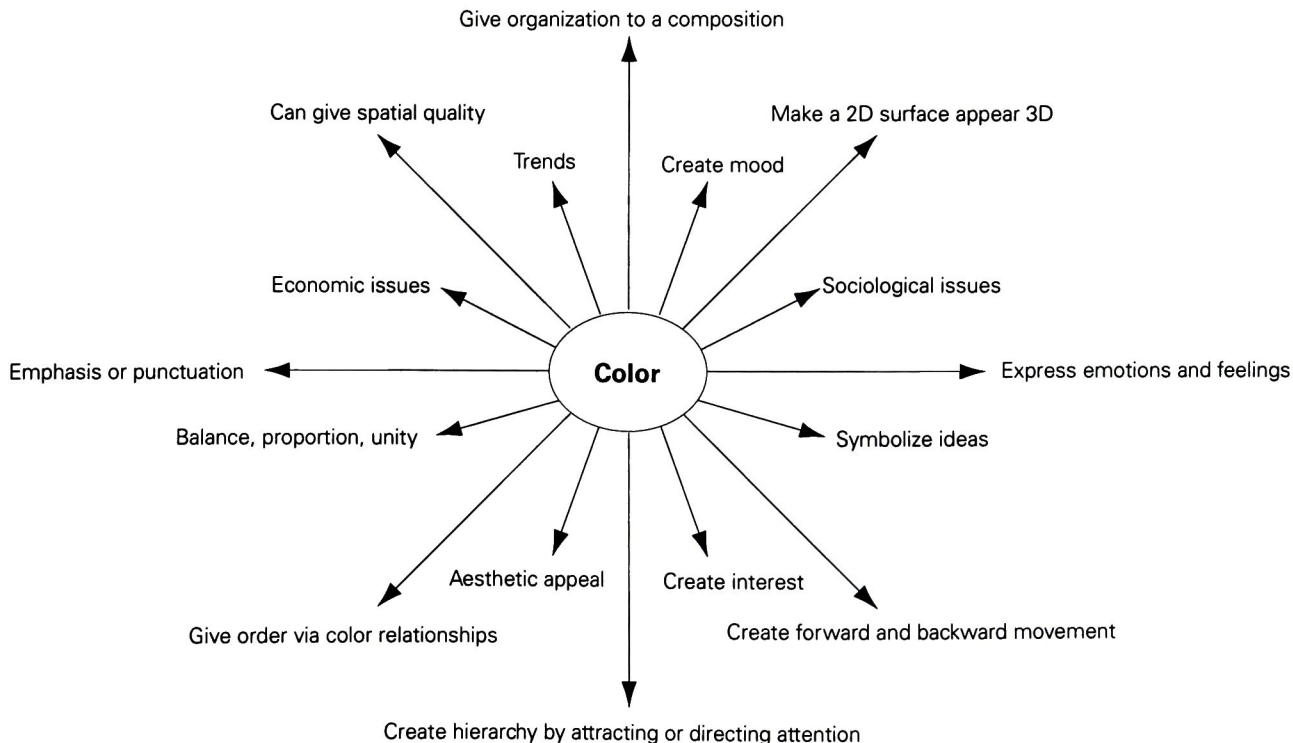 Give organization to a composition
Can give spatial quality
Make a 2D surface appear 3D
Trends
Create mood
Economic issues
Sociological issues
Emphasis or punctuation
Color
Express emotions and feelings
Balance, proportion, unity
Symbolize ideas
Aesthetic appeal
Create interest
Give order via color relationships
Create forward and backward movement
Create hierarchy by attracting or directing attention